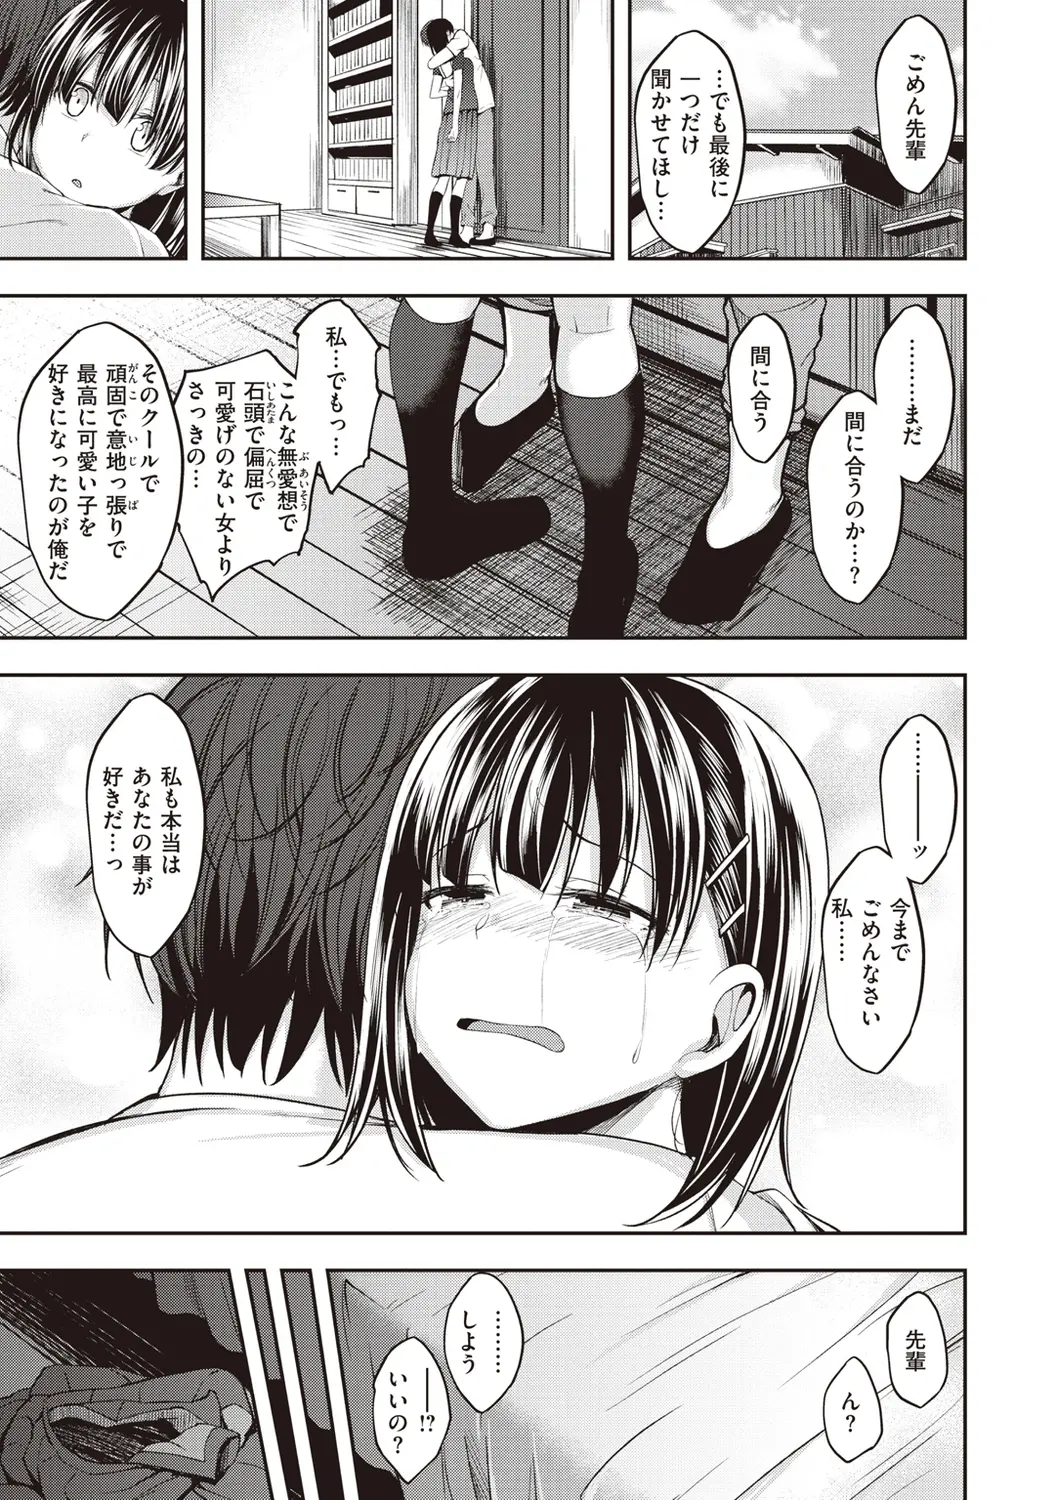 ごめん先輩
…でも最後に
一つだけ
聞かせてほし…
………まだ
間に合うのか…？
間に合う
私…でもっ…
こんな無愛想で
石頭で偏屈で
可愛げのない女より
さっきの…
そのクールで
頑固で意地っ張りで
最高に可愛い子を
好きになったのが俺だ
……――ッ
今まで
ごめんなさい
私……
私も本当は
あなたの事が
好きだ…っ
先輩
ん？
………
しよう
――!?
いいの？